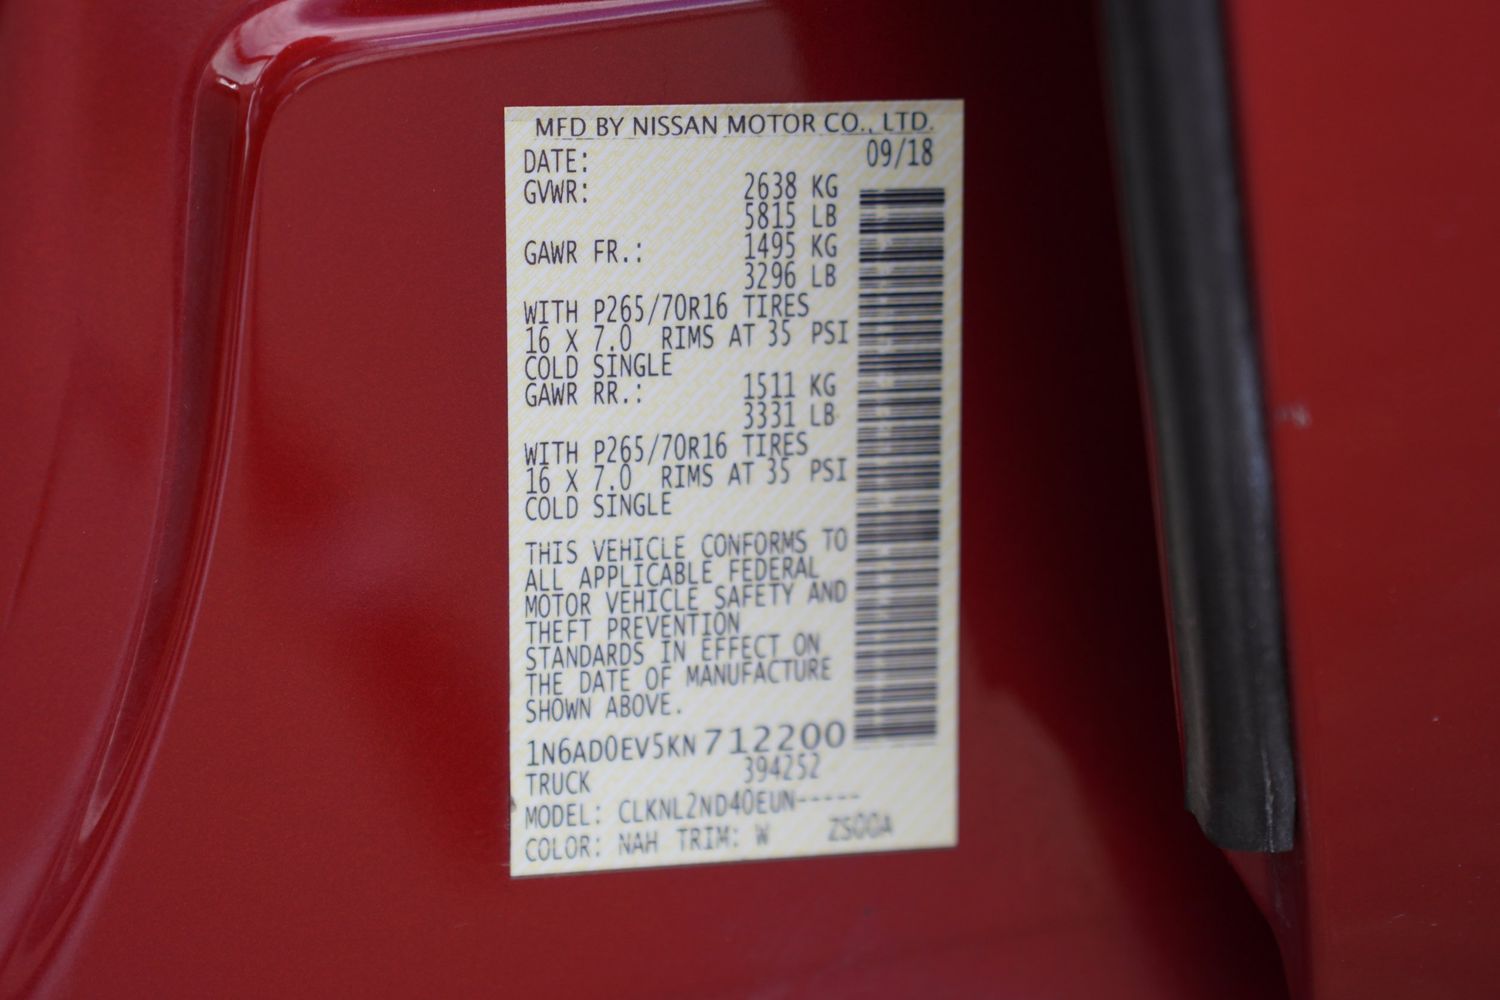 MFD BY NISSAN MOTOR CO., LTD.
DATE: 09/18
GVWR: 2638 KG
5815 LB
GAWR FR.: 1495 KG
3296 LB
WITH P265/70R16 TIRES
16 X 7.0 RIMS AT 35 PSI
COLD SINGLE
GAWR RR.: 1511 KG
3331 LB
WITH P265/70R16 TIRES
16 X 7.0 RIMS AT 35 PSI
COLD SINGLE
THIS VEHICLE CONFORMS TO
ALL APPLICABLE FEDERAL
MOTOR VEHICLE SAFETY AND
THEFT PREVENTION
STANDARDS IN EFFECT ON
THE DATE OF MANUFACTURE
SHOWN ABOVE.
1N6AD0EV5KN712200
TRUCK 394252
MODEL: CLKNL2ND40EUN-----
COLOR: NAH TRIM: W ZS00A